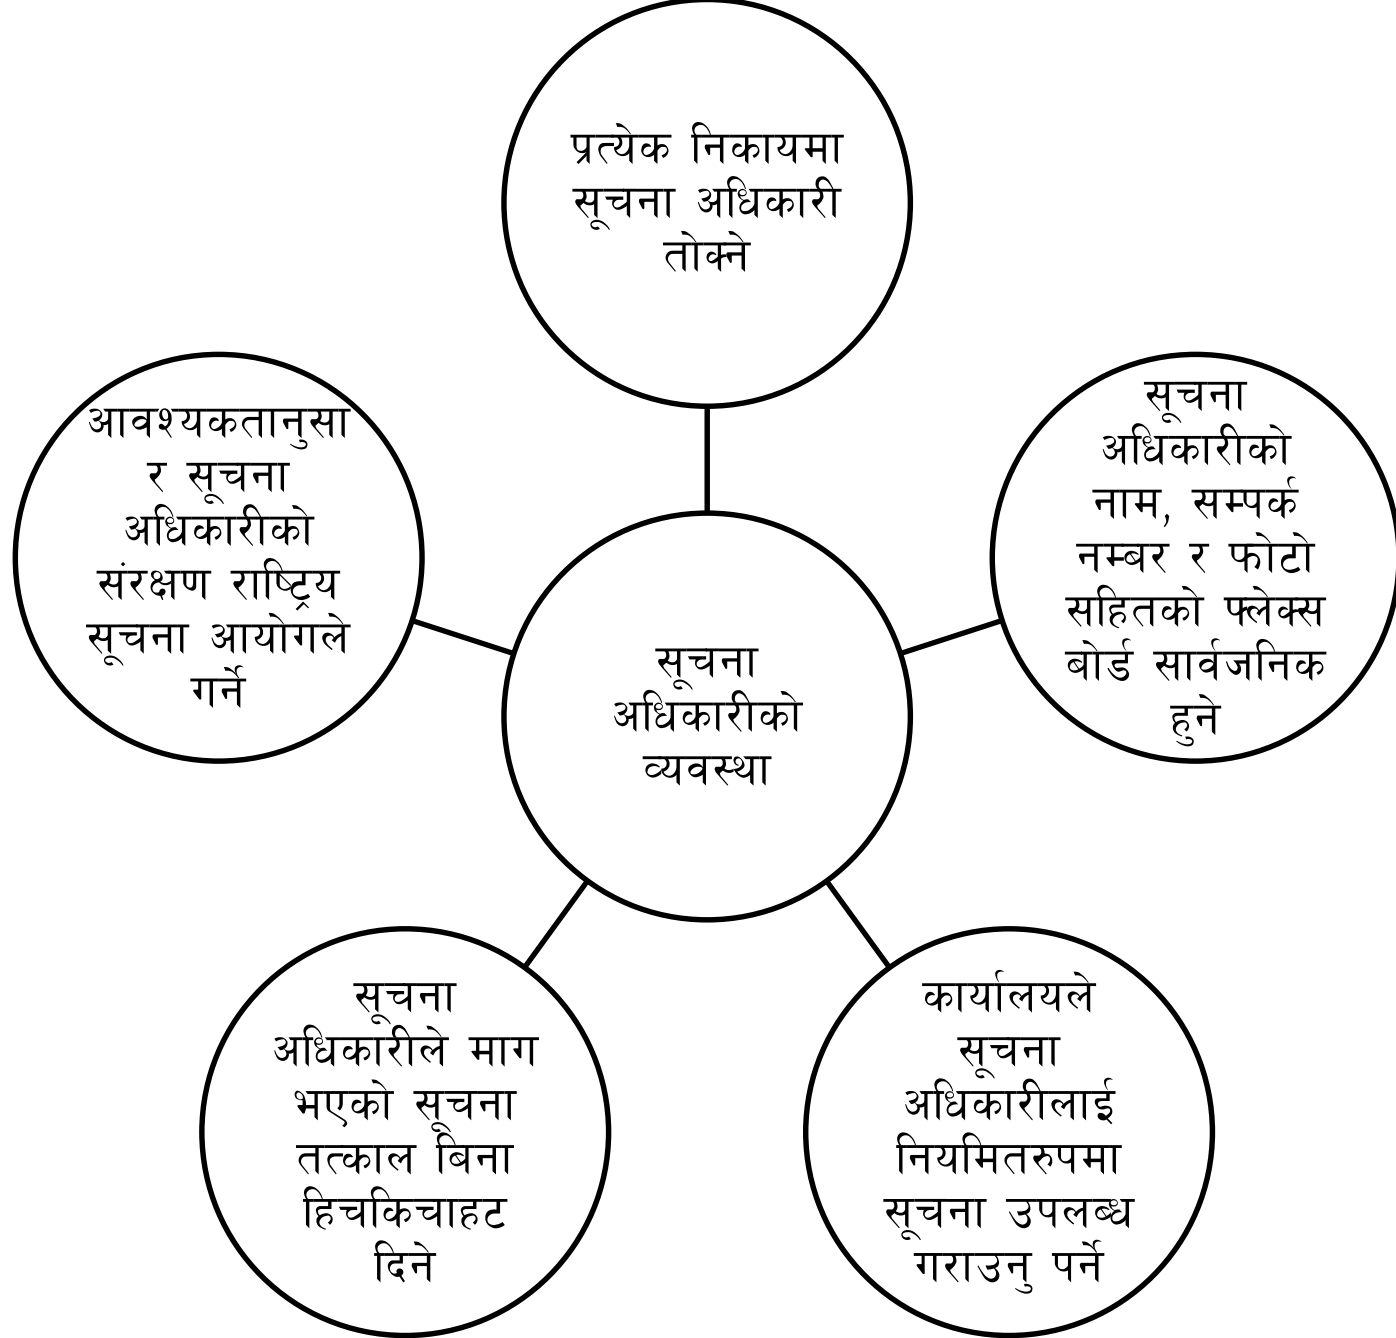 प्रत्येक निकायमा
सूचना अधिकारी
तोक्ने
सूचना
अधिकारीको
नाम, सम्पर्क
नम्बर र फोटो
सहितको फ्लेक्स
बोर्ड सार्वजनिक
हुने
कार्यालयले
सूचना
अधिकारीलाई
नियमितरुपमा
सूचना उपलब्ध
गराउनु पर्ने
सूचना
अधिकारीले माग
भएको सूचना
तत्काल बिना
हिचकिचाहट
दिने
आवश्यकतानुसा
र सूचना
अधिकारीको
संरक्षण राष्ट्रिय
सूचना आयोगले
गर्ने
सूचना
अधिकारीको
व्यवस्था